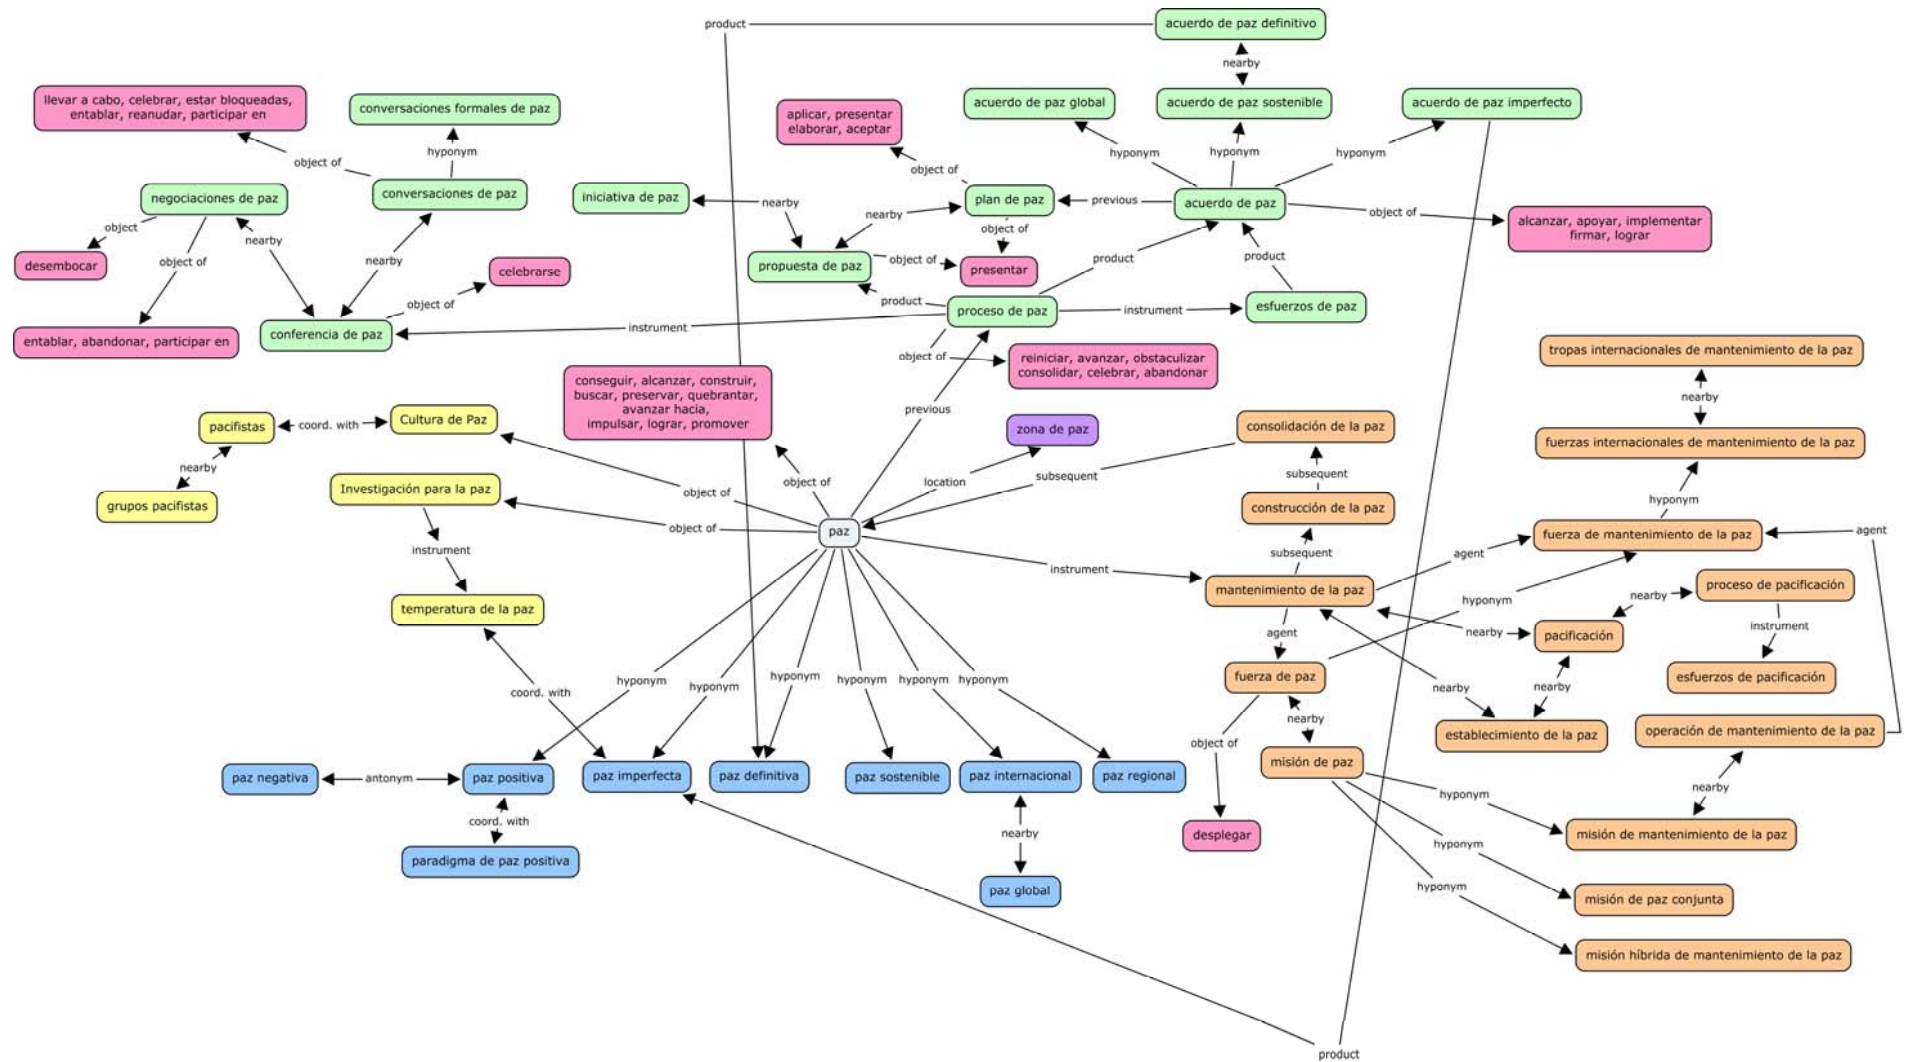 product
acuerdo de paz definitivo
nearby
llevar a cabo, celebrar, estar bloqueadas,
entablar, reanudar, participar en
conversaciones formales de paz
aplicar, presentar
elaborar, aceptar
acuerdo de paz global
acuerdo de paz sostenible
acuerdo de paz imperfecto
object of
hyponym
object of
hyponym
hyponym
hyponym
negociaciones de paz
conversaciones de paz
iniciativa de paz
nearby
plan de paz
previous
acuerdo de paz
object of
alcanzar, apoyar, implementar
firmar, lograr
object
nearby
nearby
object of
desembocar
object of
nearby
celebrarse
propuesta de paz
object of
presentar
product
product
object of
entablar, abandonar, participar en
conferencia de paz
instrument
product
proceso de paz
instrument
esfuerzos de paz
object of
reiniciar, avanzar, obstaculizar
consolidar, celebrar, abandonar
tropas internacionales de mantenimiento de la paz
nearby
conseguir, alcanzar, construir,
buscar, preservar, quebrantar,
avanzar hacia,
impulsar, lograr, promover
previous
pacifistas
coord. with
Cultura de Paz
zona de paz
consolidación de la paz
fuerzas internacionales de mantenimiento de la paz
nearby
grupos pacifistas
Investigación para la paz
object of
object of
location
subsequent
subsequent
hyponym
construcción de la paz
object of
paz
fuerza de mantenimiento de la paz
agent
instrument
subsequent
agent
instrument
temperatura de la paz
mantenimiento de la paz
hyponym
nearby
proceso de pacificación
agent
nearby
pacificación
instrument
coord. with
hyponym
hyponym
hyponym
hyponym
hyponym
hyponym
fuerza de paz
nearby
nearby
esfuerzos de pacificación
nearby
object of
establecimiento de la paz
operación de mantenimiento de la paz
paz negativa
antonym
paz positiva
paz imperfecta
paz definitiva
paz sostenible
paz internacional
paz regional
misión de paz
hyponym
nearby
coord. with
nearby
desplegar
misión de mantenimiento de la paz
hyponym
paradigma de paz positiva
paz global
hyponym
misión de paz conjunta
misión híbrida de mantenimiento de la paz
product